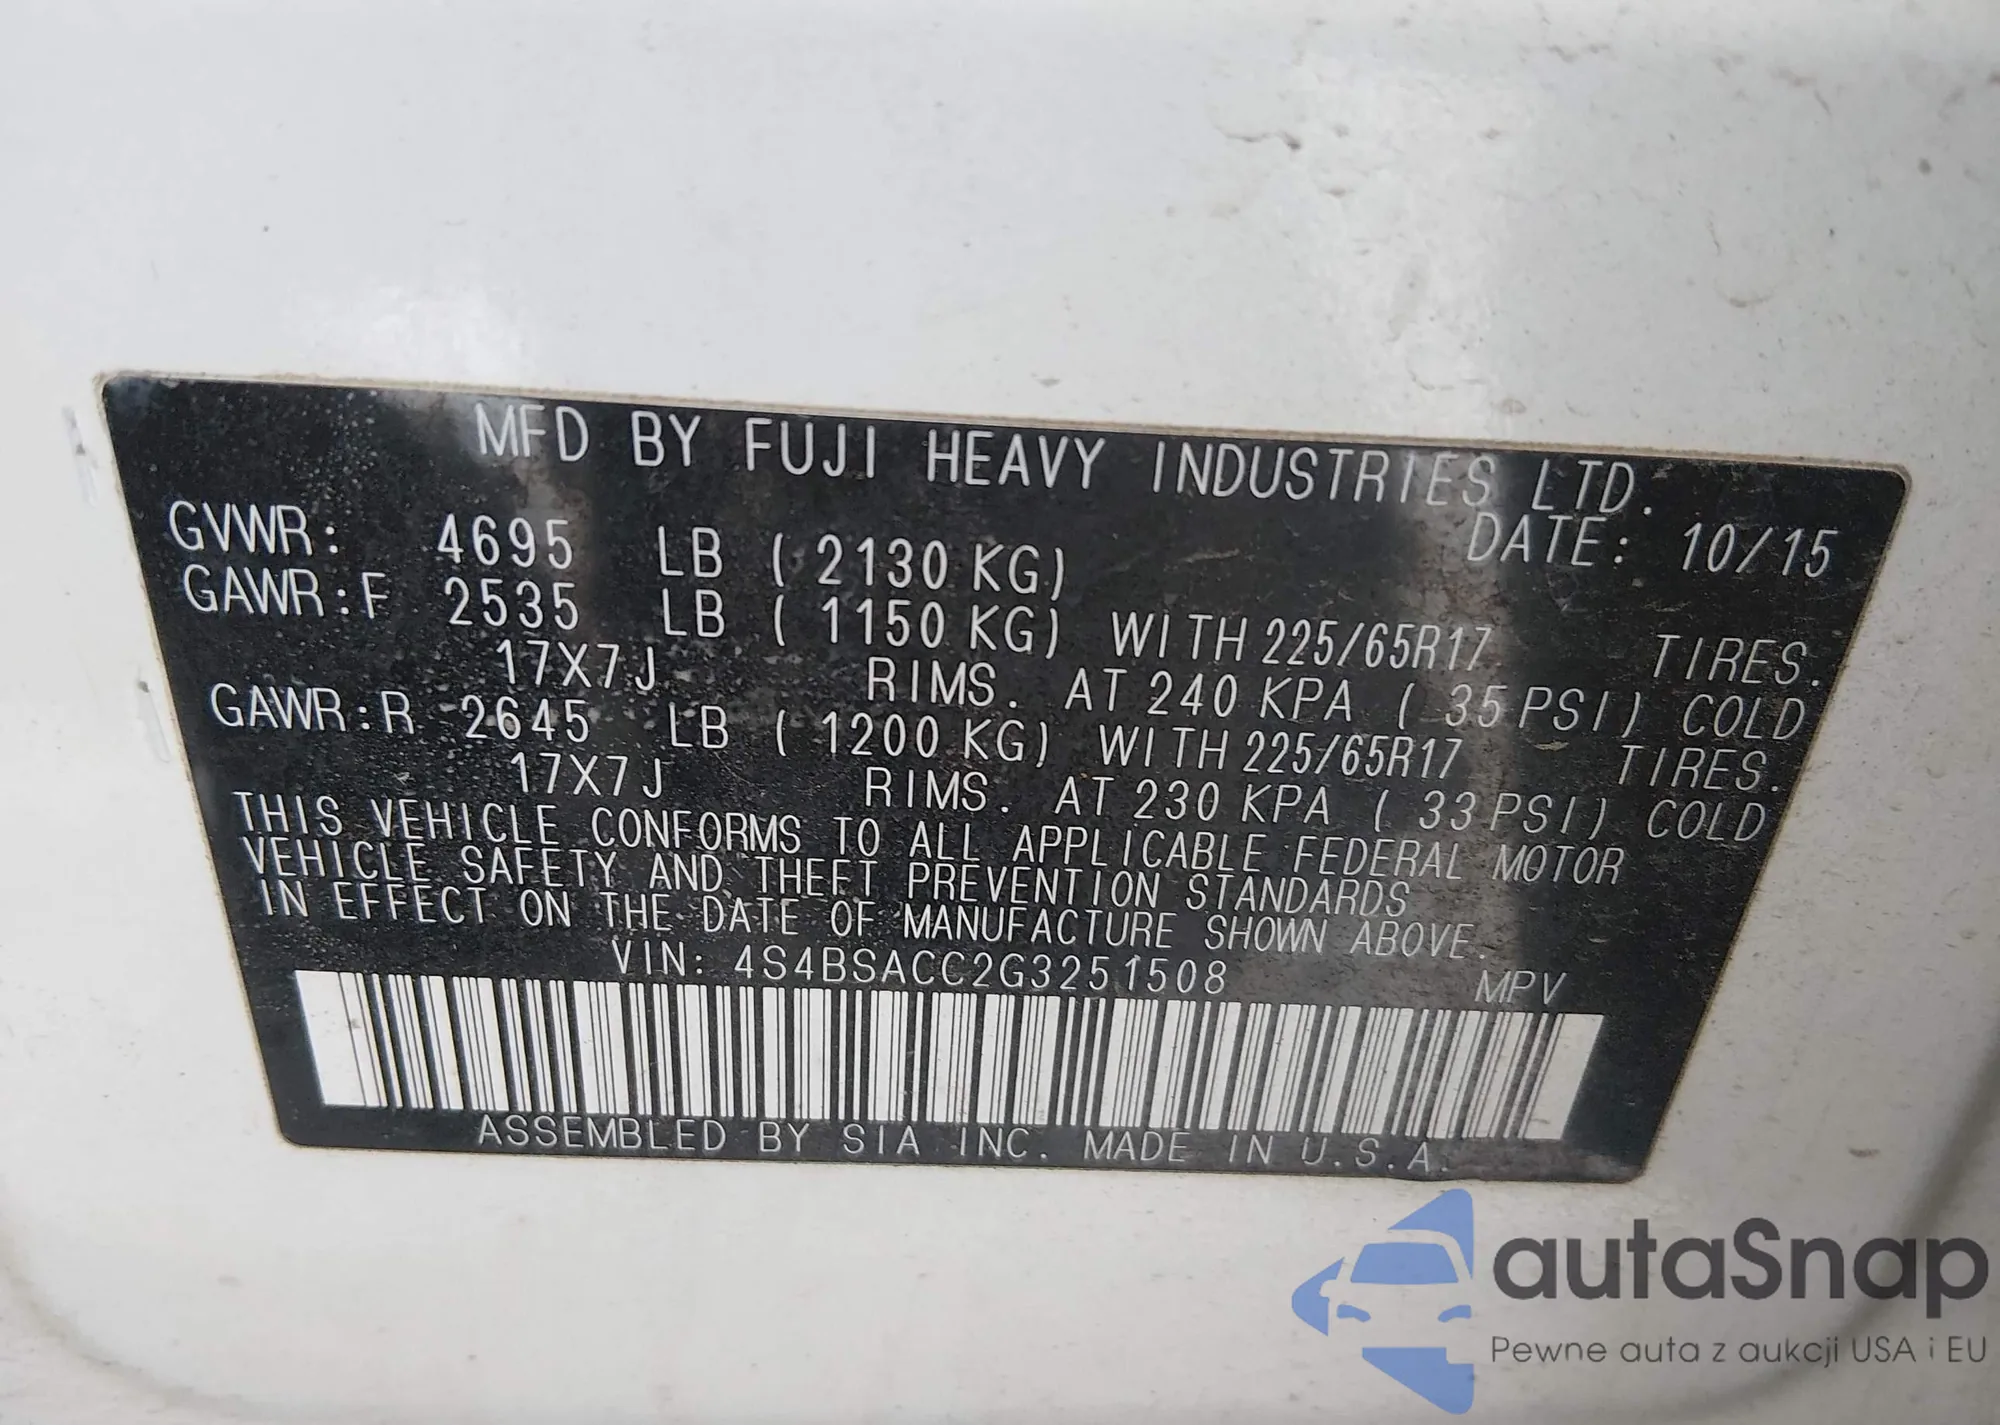 MFD BY FUJI HEAVY INDUSTRIES LTD.
DATE: 10/15
GVWR: 4695 LB ( 2130 KG)
GAWR:F 2535 LB ( 1150 KG) WITH 225/65R17 TIRES.
17X7J RIMS. AT 240 KPA ( 35 PSI) COLD
GAWR:R 2645 LB ( 1200 KG) WITH 225/65R17 TIRES.
17X7J RIMS. AT 230 KPA ( 33 PSI) COLD
THIS VEHICLE CONFORMS TO ALL APPLICABLE FEDERAL MOTOR
VEHICLE SAFETY AND THEFT PREVENTION STANDARDS
IN EFFECT ON THE DATE OF MANUFACTURE SHOWN ABOVE.
VIN: 4S4BSACC2G3251508 MPV
ASSEMBLED BY SIA INC. MADE IN U.S.A.
autaSnap
Pewne auta z aukcji USA i EU